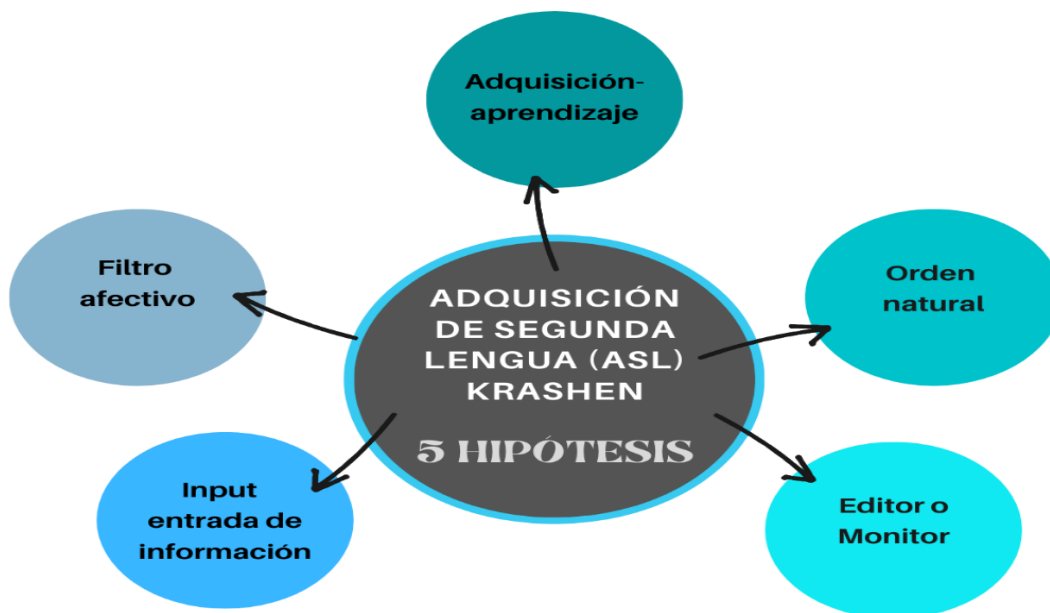 Adquisición-
aprendizaje
Filtro
afectivo
Orden
natural
ADQUISICIÓN
DE SEGUNDA
LENGUA (ASL)
KRASHEN
5 HIPÓTESIS
Input
entrada de
información
Editor o
Monitor